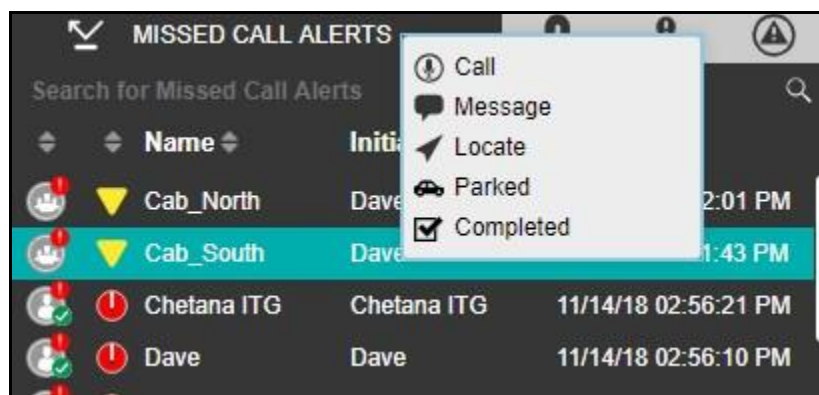 MISSED CALL ALERTS
Search for Missed Call Alerts
Call
Message
Locate
Parked
Completed
Name Initi
Cab_North Dave 2:01 PM
Cab_South Dave 1:43 PM
Chetana ITG Chetana ITG 11/14/18 02:56:21 PM
Dave Dave 11/14/18 02:56:10 PM